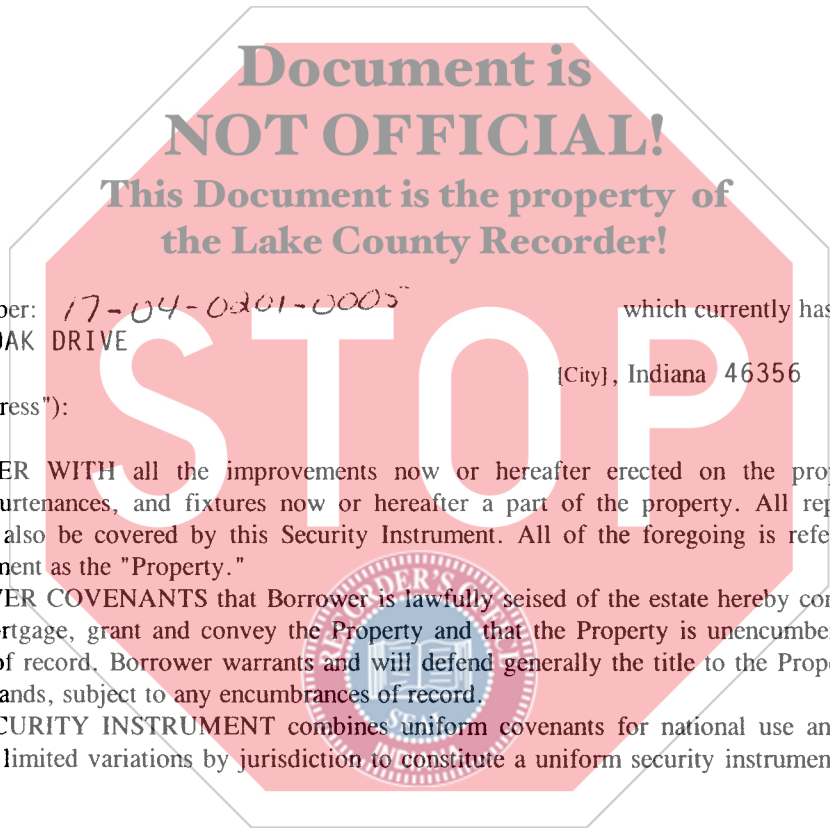 Document is
NOT OFFICIAL!
This Document is the property of
the Lake County Recorder!
ber: 17-04-0201-0005 which currently has
OAK DRIVE
[City], Indiana 46356
ress"):
STOP
ER WITH all the improvements now or hereafter erected on the prop
urtenances, and fixtures now or hereafter a part of the property. All rep
also be covered by this Security Instrument. All of the foregoing is refe
ment as the "Property."
VER COVENANTS that Borrower is lawfully seised of the estate hereby con
rtgage, grant and convey the Property and that the Property is unencumbe
of record. Borrower warrants and will defend generally the title to the Prope
ands, subject to any encumbrances of record.
CURITY INSTRUMENT combines uniform covenants for national use an
limited variations by jurisdiction to constitute a uniform security instrumen
SEAL
INDIANA